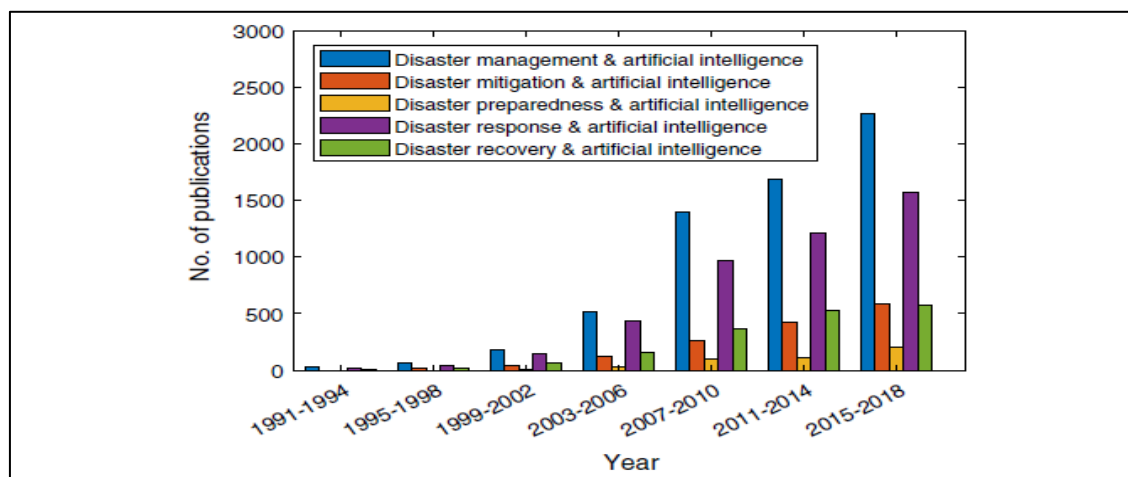 3000
2500
2000
1500
1000
500
0
No. of publications
Disaster management & artificial intelligence
Disaster mitigation & artificial intelligence
Disaster preparedness & artificial intelligence
Disaster response & artificial intelligence
Disaster recovery & artificial intelligence
1991-1994
1995-1998
1999-2002
2003-2006
2007-2010
2011-2014
2015-2018
Year